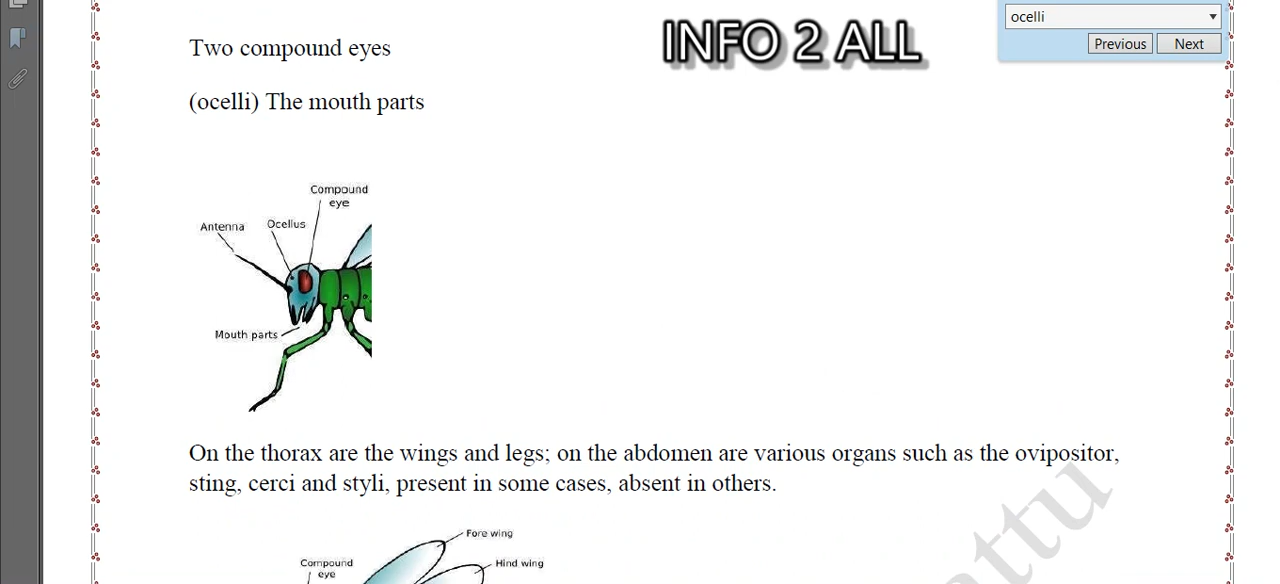 INFO 2 ALL
ocelli
Previous Next
Two compound eyes
(ocelli) The mouth parts
Compound
eye
Antenna
Ocellus
Mouth parts
On the thorax are the wings and legs; on the abdomen are various organs such as the ovipositor,
sting, cerci and styli, present in some cases, absent in others.
Fore wing
Compound
eye
Hind wing